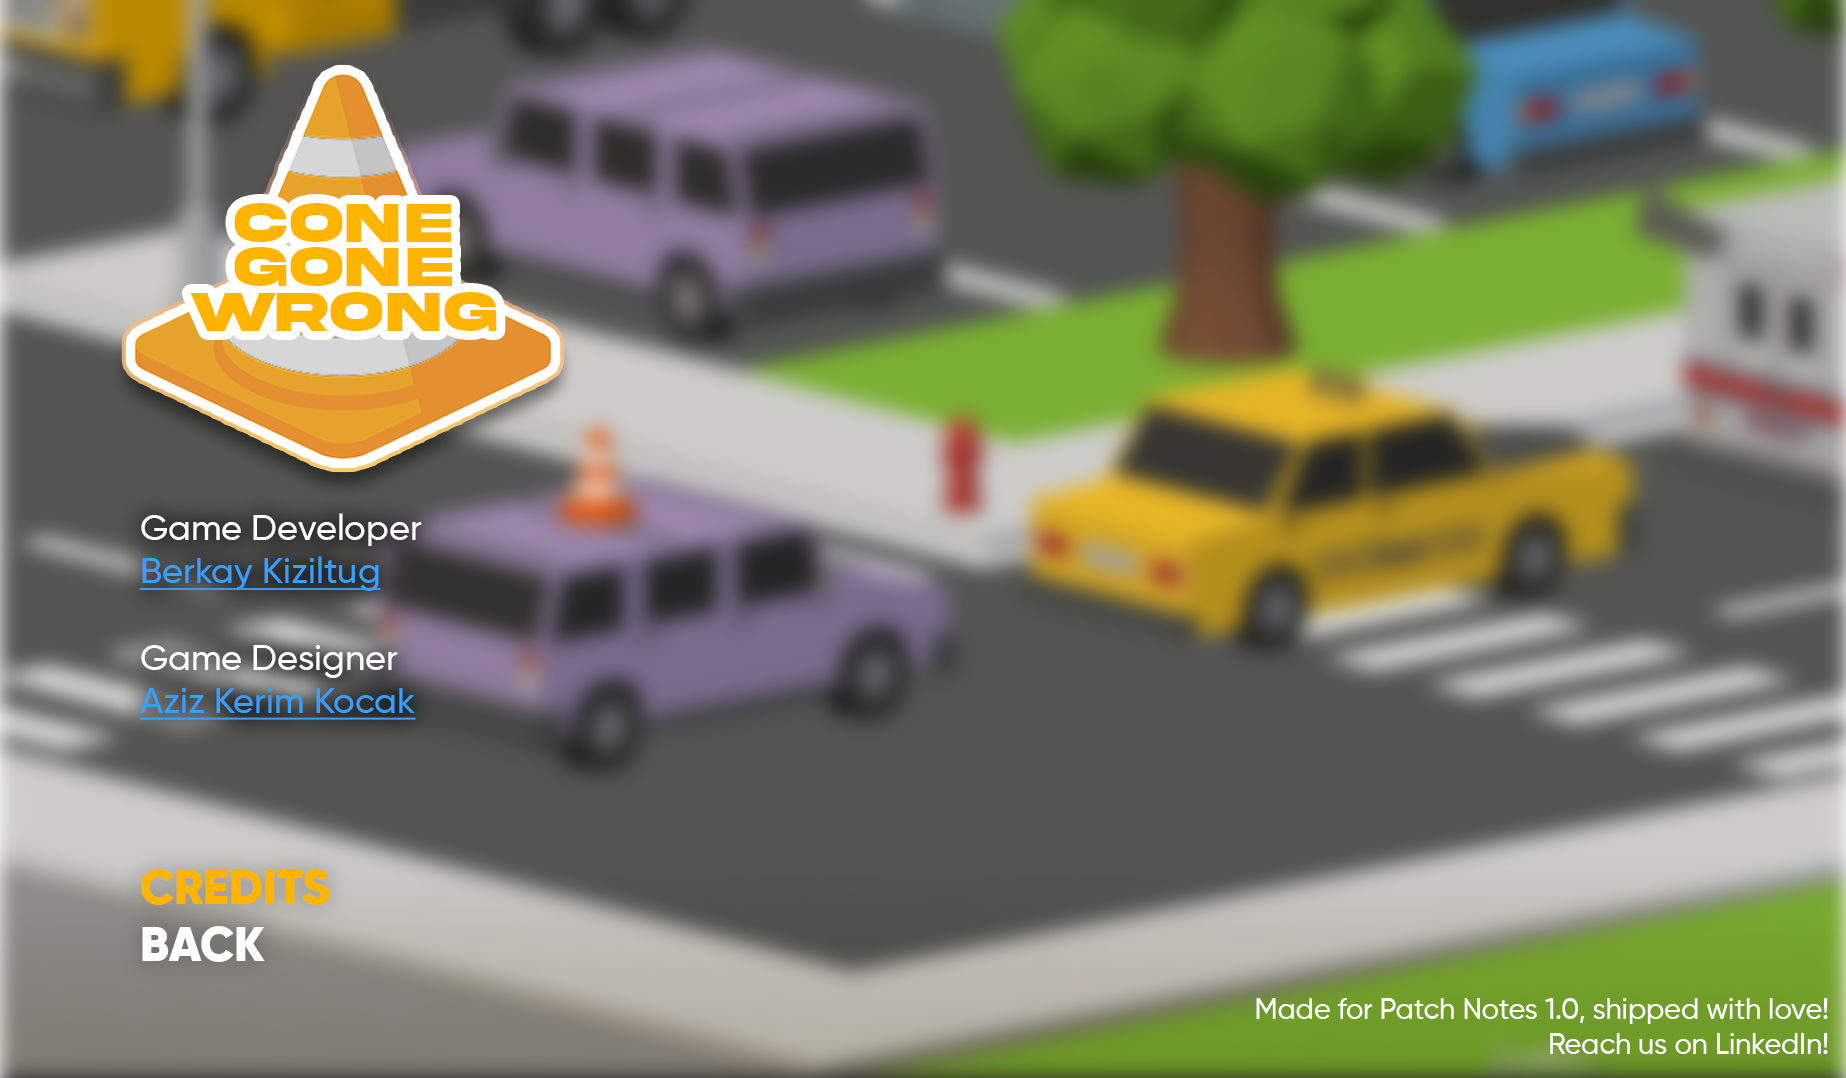 CONE
GONE
WRONG
Game Developer
Berkay Kiziltug
Game Designer
Aziz Kerim Kocak
CREDITS
BACK
Made for Patch Notes 1.0, shipped with love!
Reach us on LinkedIn!